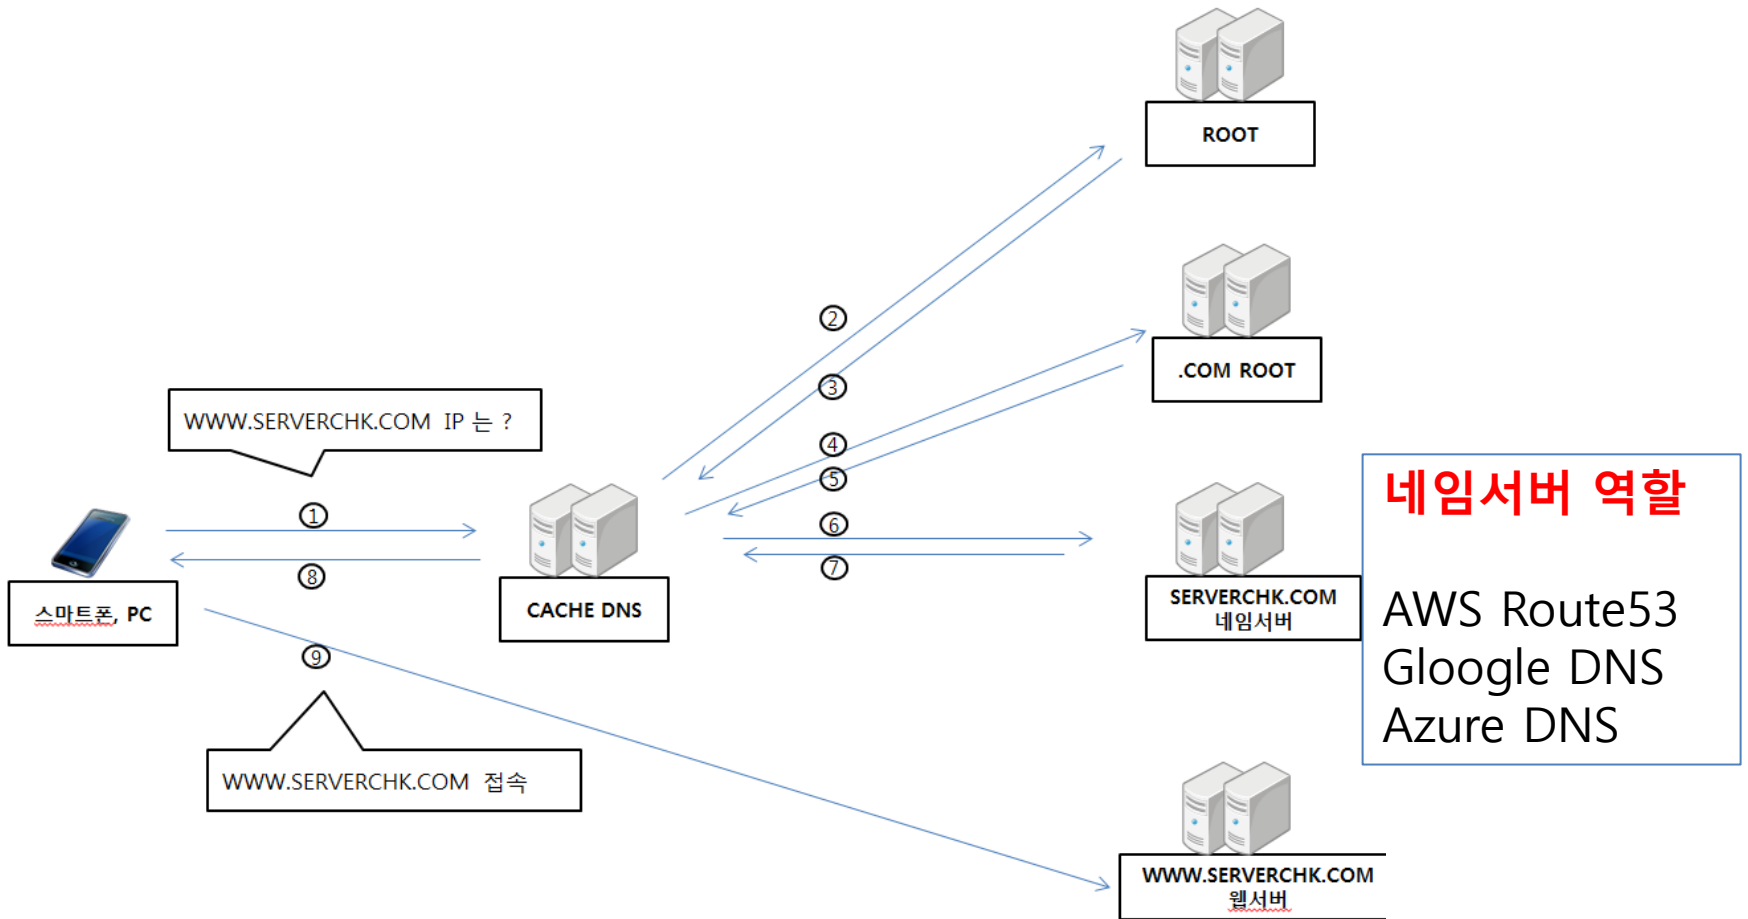 ROOT
②
.COM ROOT
③
WWW.SERVERCHK.COM IP 는 ?
④
⑤
네임서버 역할
①
⑥
⑧
⑦
스마트폰, PC
CACHE DNS
SERVERCHK.COM
네임서버
AWS Route53
Gloogle DNS
Azure DNS
⑨
WWW.SERVERCHK.COM 접속
WWW.SERVERCHK.COM
웹서버